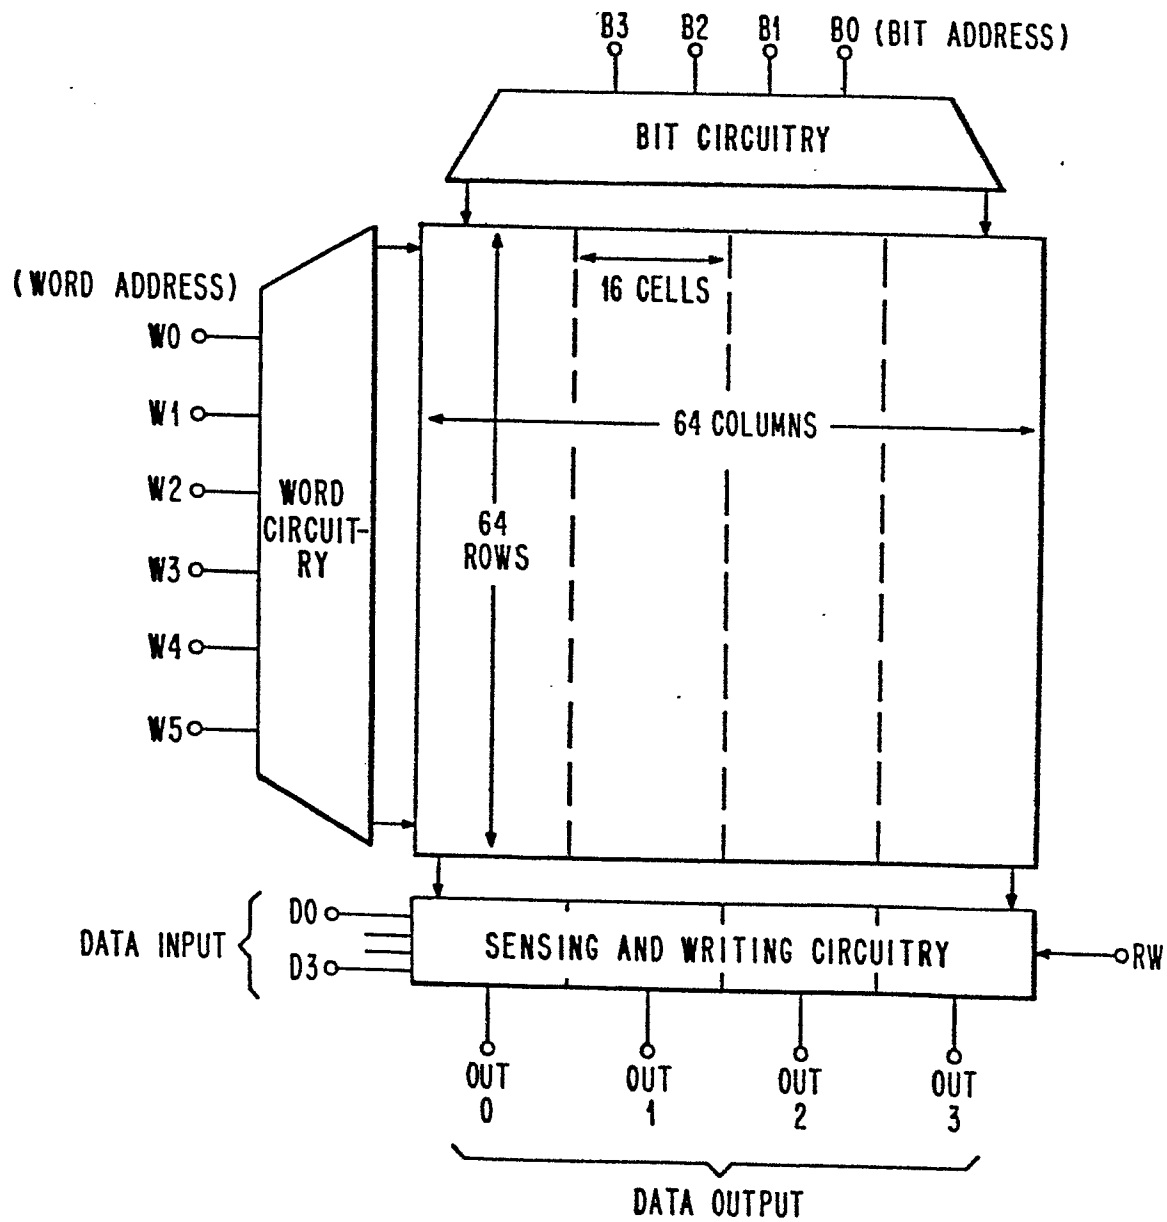 B3 B2 B1 B0 (BIT ADDRESS)
BIT CIRCUITRY
(WORD ADDRESS)
W0
W1
W2
W3
W4
W5
WORD
CIRCUIT-
RY
16 CELLS
64 COLUMNS
64
ROWS
DATA INPUT
D0
D3
SENSING AND WRITING CIRCUITRY
RW
OUT
0
OUT
1
OUT
2
OUT
3
DATA OUTPUT